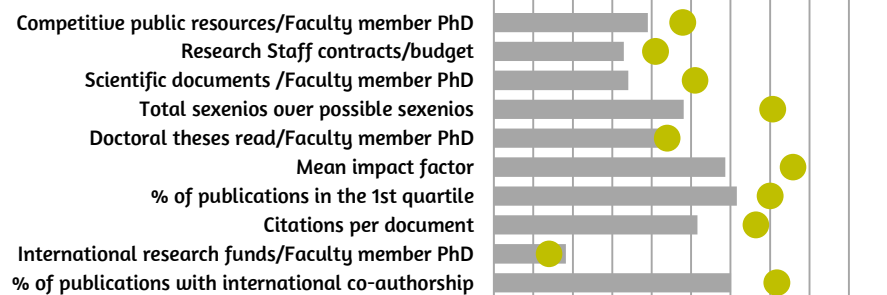 Competitive public resources/Faculty member PhD
Research Staff contracts/budget
Scientific documents /Faculty member PhD
Total sexenios over possible sexenios
Doctoral theses read/Faculty member PhD
Mean impact factor
% of publications in the 1st quartile
Citations per document
International research funds/Faculty member PhD
% of publications with international co-authorship